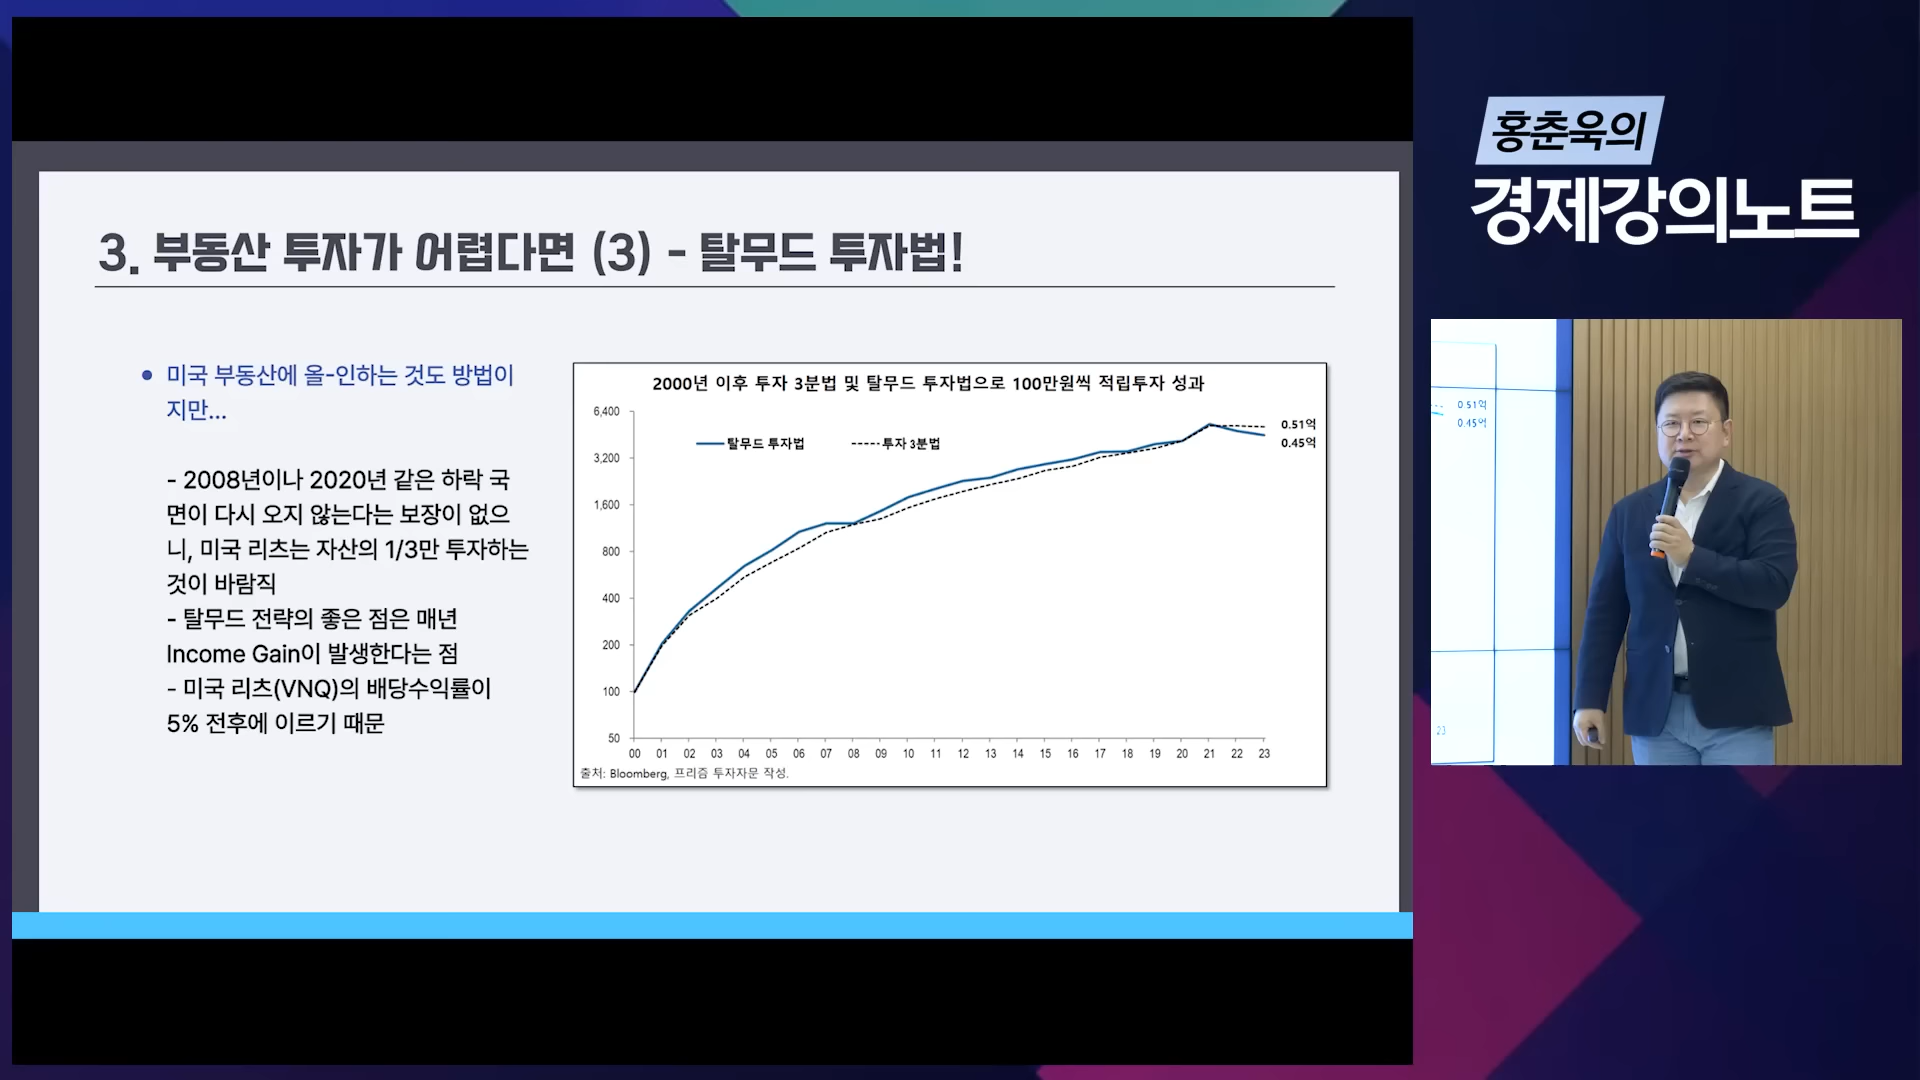 홍춘욱의
경제강의노트
3. 부동산 투자가 어렵다면 (3) - 탈무드 투자법!
• 미국 부동산에 올-인하는 것도 방법이
지만...
- 2008년이나 2020년 같은 하락 국
면이 다시 오지 않는다는 보장이 없으
니, 미국 리츠는 자산의 1/3만 투자하는
것이 바람직
- 탈무드 전략의 좋은 점은 매년
Income Gain이 발생한다는 점
- 미국 리츠(VNQ)의 배당수익률이
5% 전후에 이르기 때문
2000년 이후 투자 3분법 및 탈무드 투자법으로 100만원씩 적립투자 성과
탈무드 투자법 투자 3분법
0.51억
0.45억
6,400
3,200
1,600
800
400
200
100
50
00 01 02 03 04 05 06 07 08 09 10 11 12 13 14 15 16 17 18 19 20 21 22 23
출처: Bloomberg, 프리즘 투자자문 작성.
0.51억
0.45억
23